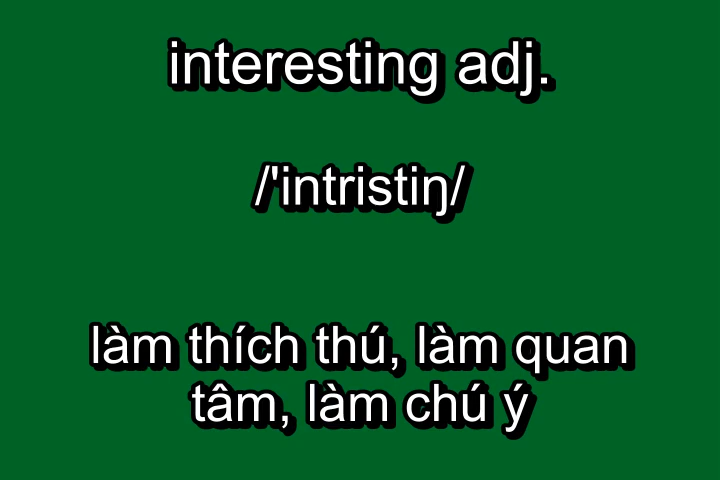 interesting adj.
/'intristiŋ/
làm thích thú, làm quan
tâm, làm chú ý